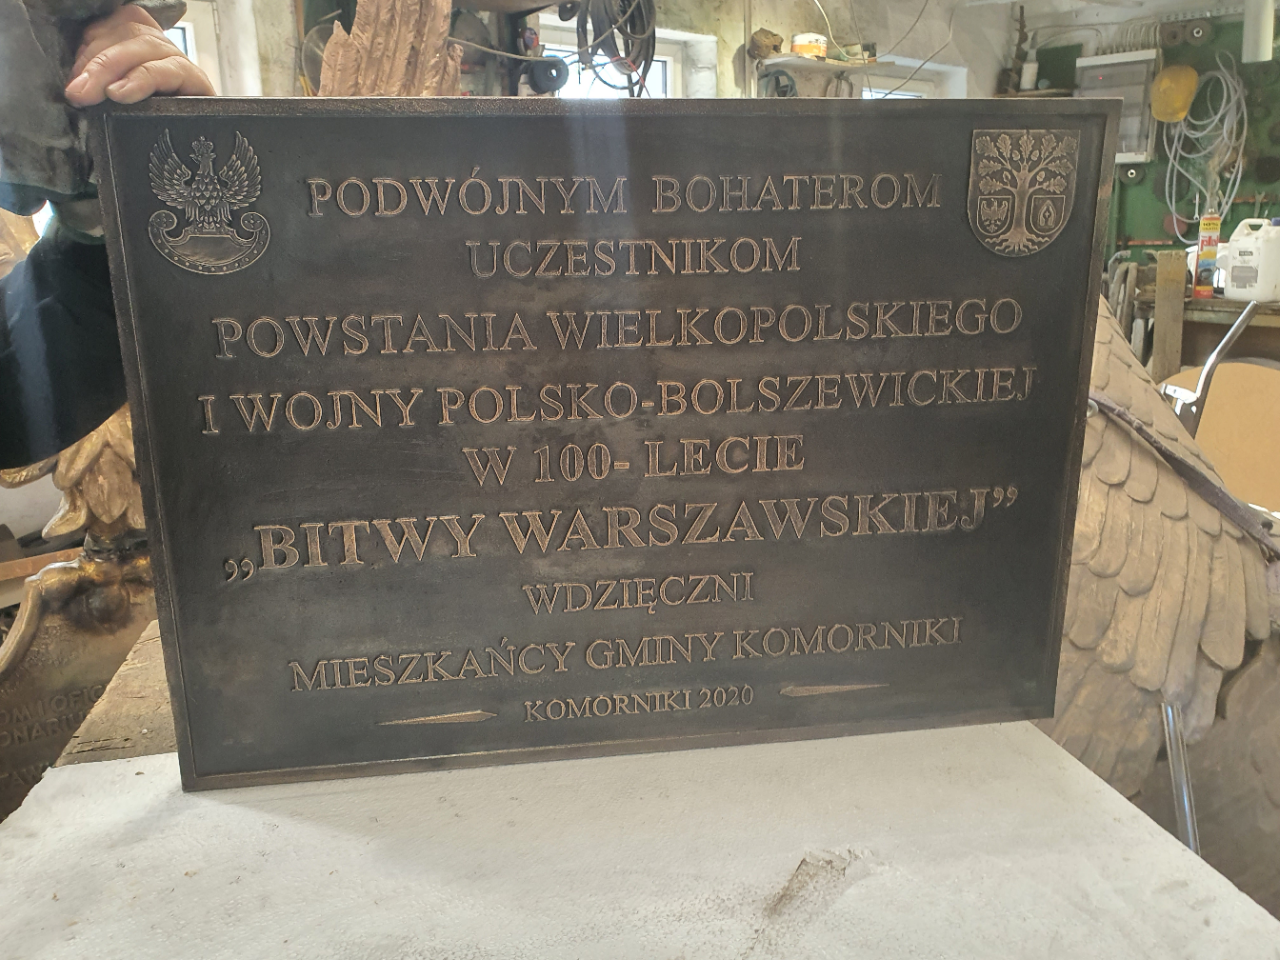 PODWÓJNYM BOHATEROM
UCZESTNIKOM
POWSTANIA WIELKOPOLSKIEGO
I WOJNY POLSKO-BOLSZEWICKIEJ
W 100- LECIE
„BITWY WARSZAWSKIEJ”
WDZIĘCZNI
MIESZKAŃCY GMINY KOMORNIKI
KOMORNIKI 2020